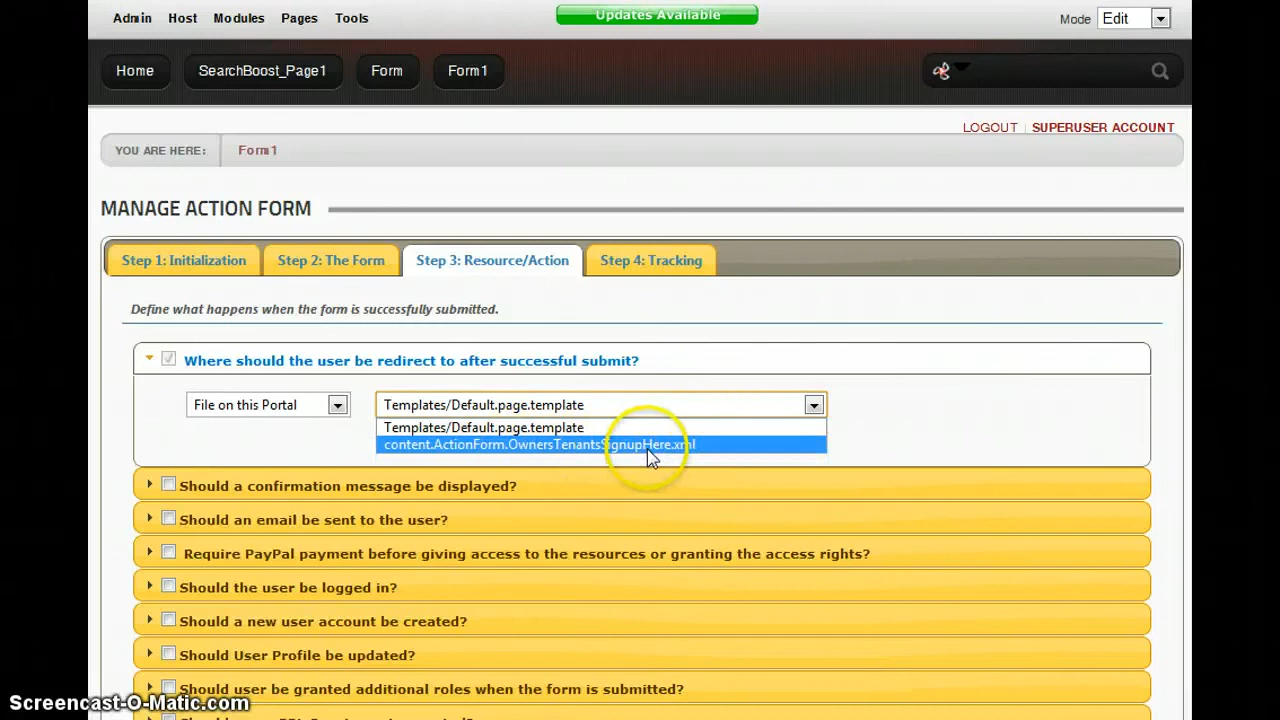 Admin Host Modules Pages Tools Updates Available Mode Edit
Home SearchBoost_Page1 Form Form1
LOGOUT | SUPERUSER ACCOUNT
YOU ARE HERE: Form1
MANAGE ACTION FORM
Step 1: Initialization Step 2: The Form Step 3: Resource/Action Step 4: Tracking
Define what happens when the form is successfully submitted.
Where should the user be redirect to after successful submit?
File on this Portal Templates/Default.page.template
Templates/Default.page.template
content.ActionForm.OwnersTenantsSignupHere.xml
Should a confirmation message be displayed?
Should an email be sent to the user?
Require PayPal payment before giving access to the resources or granting the access rights?
Should the user be logged in?
Should a new user account be created?
Should User Profile be updated?
Should user be granted additional roles when the form is submitted?
Screencast-O-Matic.com